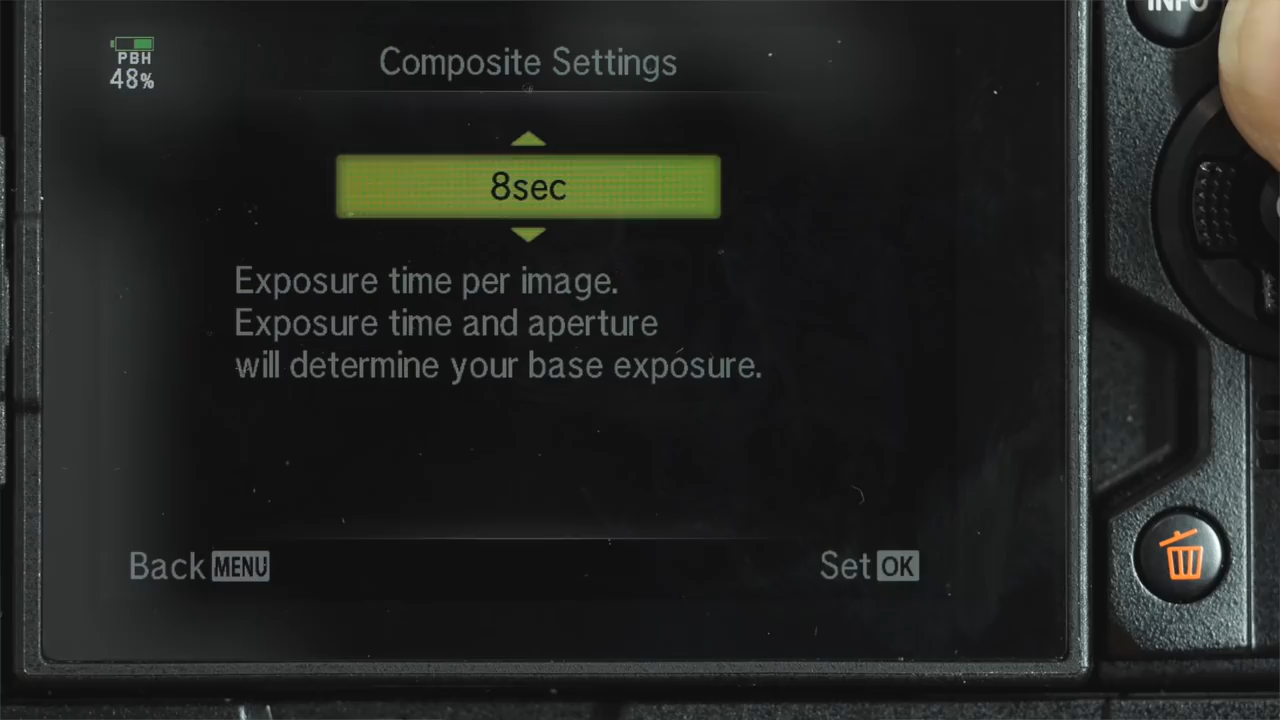 INFO
PBH
48%
Composite Settings
8sec
Exposure time per image.
Exposure time and aperture
will determine your base exposure.
Back MENU
Set OK